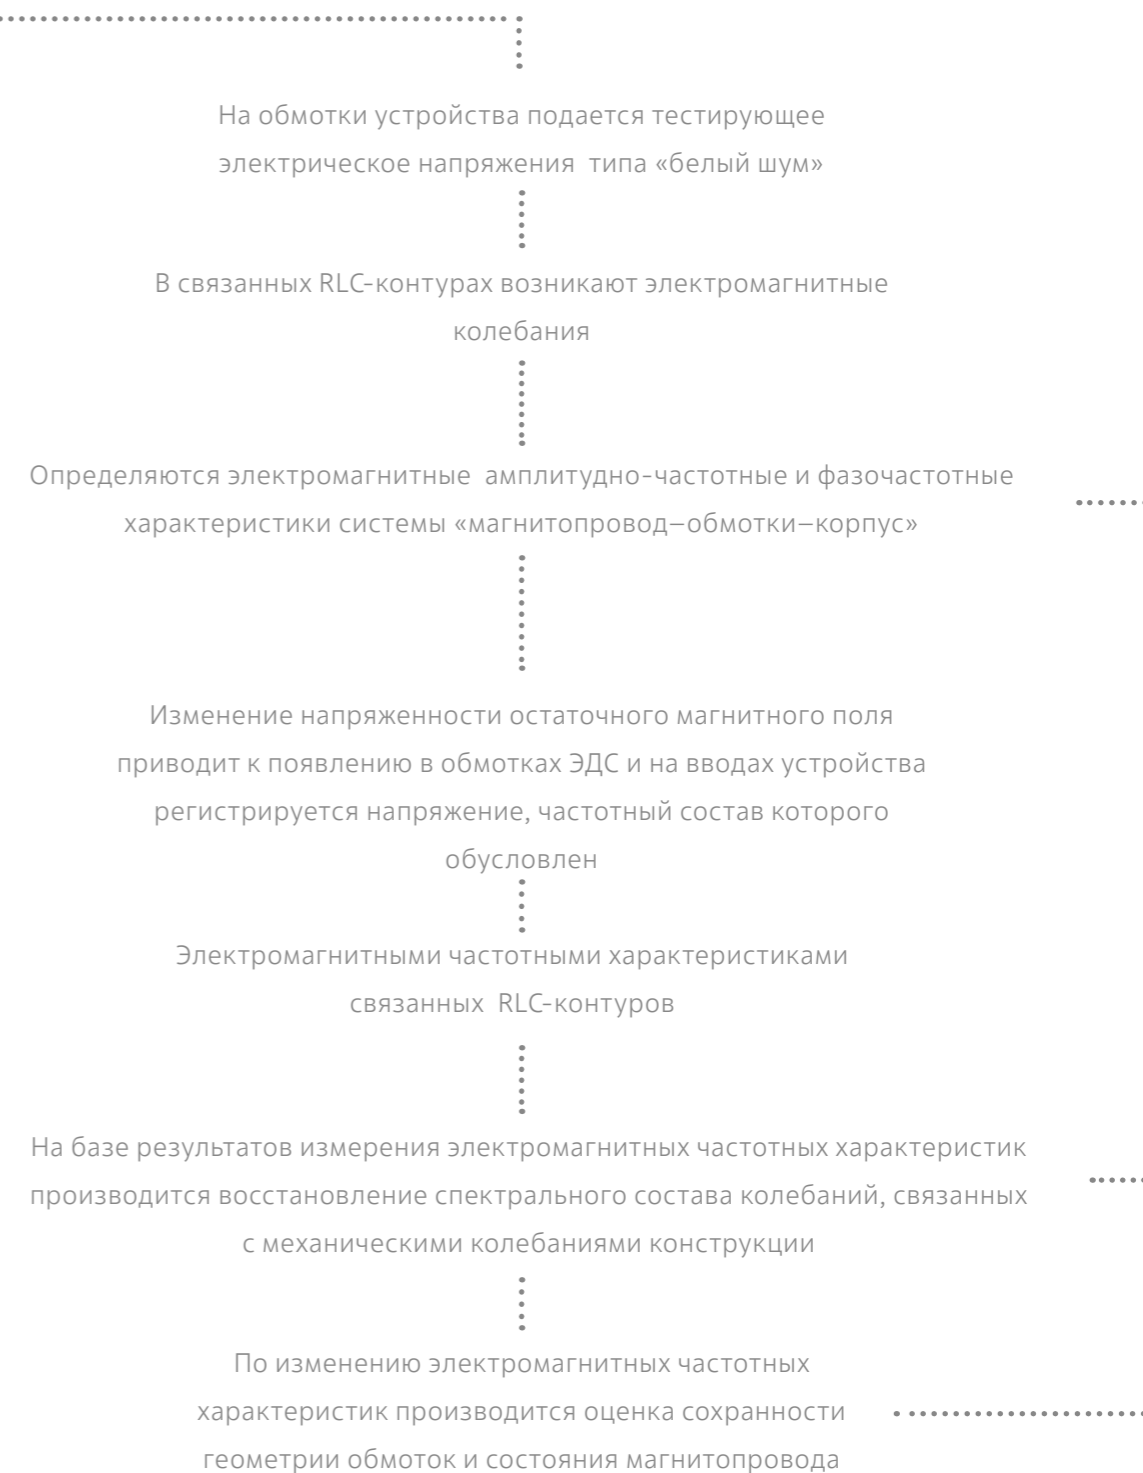 На обмотки устройства подается тестирующее
электрическое напряжения типа «белый шум»
В связанных RLC-контурах возникают электромагнитные
колебания
Определяются электромагнитные амплитудно-частотные и фазочастотные
характеристики системы «магнитопровод–обмотки–корпус»
Изменение напряженности остаточного магнитного поля
приводит к появлению в обмотках ЭДС и на вводах устройства
регистрируется напряжение, частотный состав которого
обусловлен
Электромагнитными частотными характеристиками
связанных RLC-контуров
На базе результатов измерения электромагнитных частотных характеристик
производится восстановление спектрального состава колебаний, связанных
с механическими колебаниями конструкции
По изменению электромагнитных частотных
характеристик производится оценка сохранности
геометрии обмоток и состояния магнитопровода